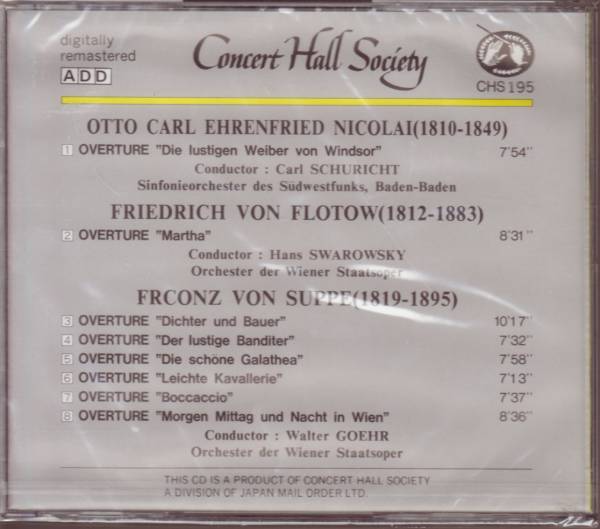 digitally
remastered
ADD
Concert Hall Society
CHS 195
OTTO CARL EHRENFRIED NICOLAI(1810-1849)
1 OVERTURE "Die lustigen Weiber von Windsor" 7'54"
Conductor : Carl SCHURICHT
Sinfonieorchester des Südwestfunks, Baden-Baden
FRIEDRICH VON FLOTOW(1812-1883)
2 OVERTURE "Martha" 8'31"
Conductor : Hans SWAROWSKY
Orchester der Wiener Staatsoper
FRCONZ VON SUPPE(1819-1895)
3 OVERTURE "Dichter und Bauer" 10'17"
4 OVERTURE "Der lustige Banditer" 7'32"
5 OVERTURE "Die schöne Galathea" 7'58"
6 OVERTURE "Leichte Kavallerie" 7'13"
7 OVERTURE "Boccaccio" 7'37"
8 OVERTURE "Morgen Mittag und Nacht in Wien" 8'36"
Conductor : Walter GOEHR
Orchester der Wiener Staatsoper
THIS CD IS A PRODUCT OF CONCERT HALL SOCIETY
A DIVISION OF JAPAN MAIL ORDER LTD.